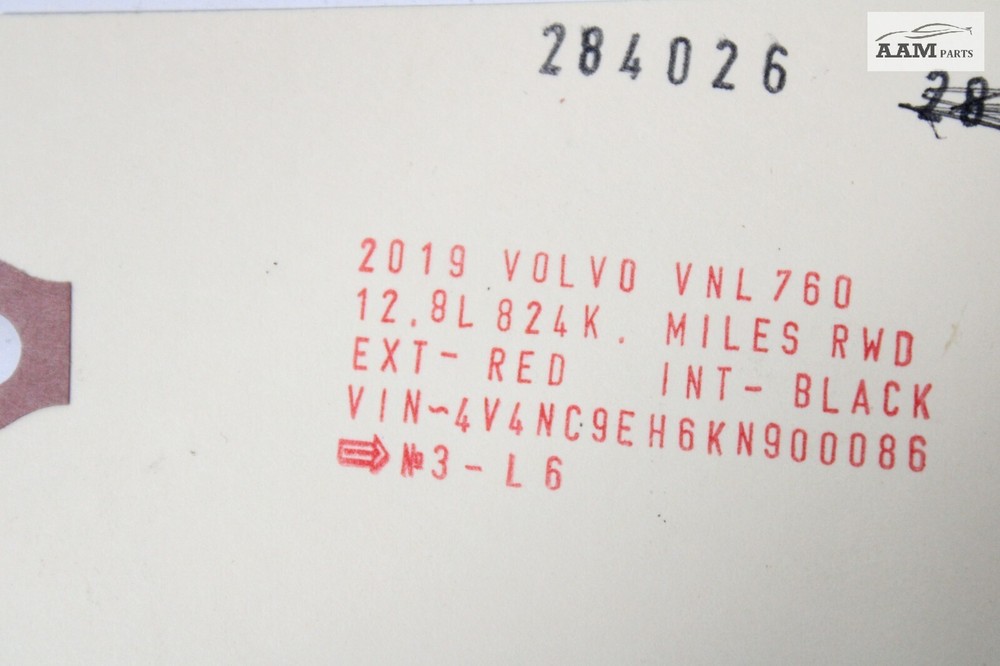 284026
AAM PARTS
28
2019 VOLVO VNL760
12.8L 824K. MILES RWD
EXT- RED INT- BLACK
VIN~4V4NC9EH6KN900086
⇨ №3-L6